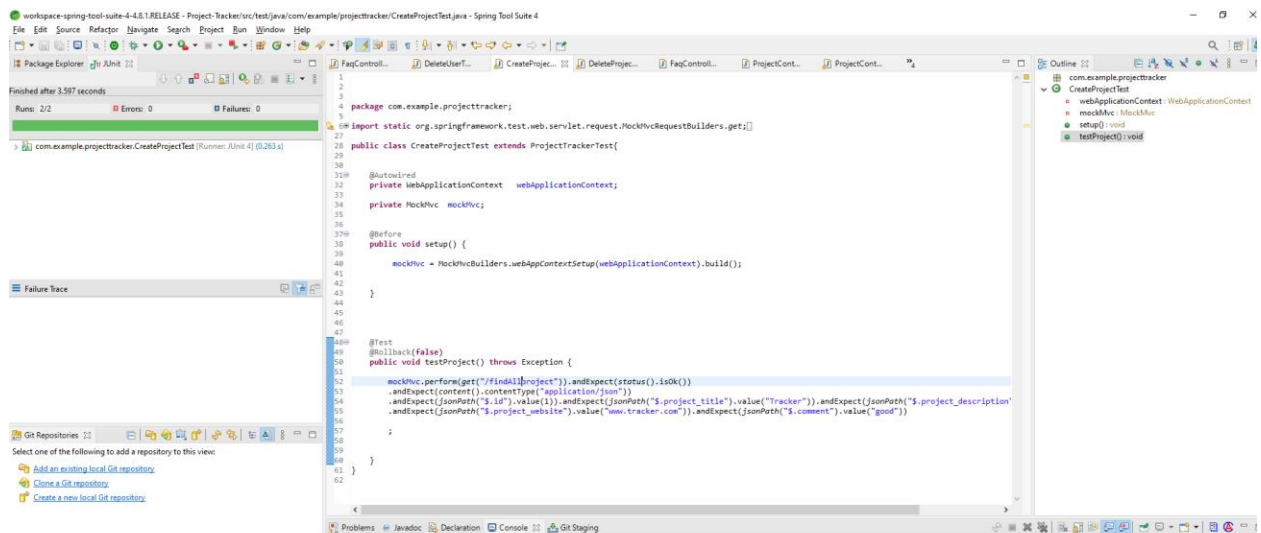 workspace-spring-tool-suite-4-4.8.1.RELEASE - Project-Tracker/src/test/java/com/example/projecttracker/CreateProjectTest.java - Spring Tool Suite 4
File Edit Source Refactor Navigate Search Project Run Window Help
Package Explorer JUnit
Finished after 3.597 seconds
Runs: 2/2 Errors: 0 Failures: 0
com.example.projecttracker.CreateProjectTest [Runner: JUnit 4] (0.263 s)
Failure Trace
Git Repositories
Select one of the following to add a repository to this view:
Add an existing local Git repository
Clone a Git repository
Create a new local Git repository
FaqControll... DeleteUserT... CreateProjec... DeleteProjec... FaqControll... ProjectCont... ProjectCont... »4
1
2
3
4 package com.example.projecttracker;
5
6 import static org.springframework.test.web.servlet.request.MockMvcRequestBuilders.get;
27
28 public class CreateProjectTest extends ProjectTrackerTest{
29
30
31 @Autowired
32 private WebApplicationContext webApplicationContext;
33
34 private MockMvc mockMvc;
35
36
37 @Before
38 public void setup() {
39
40 mockMvc = MockMvcBuilders.webAppContextSetup(webApplicationContext).build();
41
42
43 }
44
45
46
47
48 @Test
49 @Rollback(false)
50 public void testProject() throws Exception {
51
52 mockMvc.perform(get("/findAllproject")).andExpect(status().isOk())
53 .andExpect(content().contentType("application/json"))
54 .andExpect(jsonPath("$.id").value(1)).andExpect(jsonPath("$.project_title").value("Tracker")).andExpect(jsonPath("$.project_description"
55 .andExpect(jsonPath("$.project_website").value("www.tracker.com")).andExpect(jsonPath("$.comment").value("good"))
56
57 ;
58
59
60 }
61 }
62
Problems Javadoc Declaration Console Git Staging
Outline
com.example.projecttracker
CreateProjectTest
webApplicationContext : WebApplicationContext
mockMvc : MockMvc
setup() : void
testProject() : void